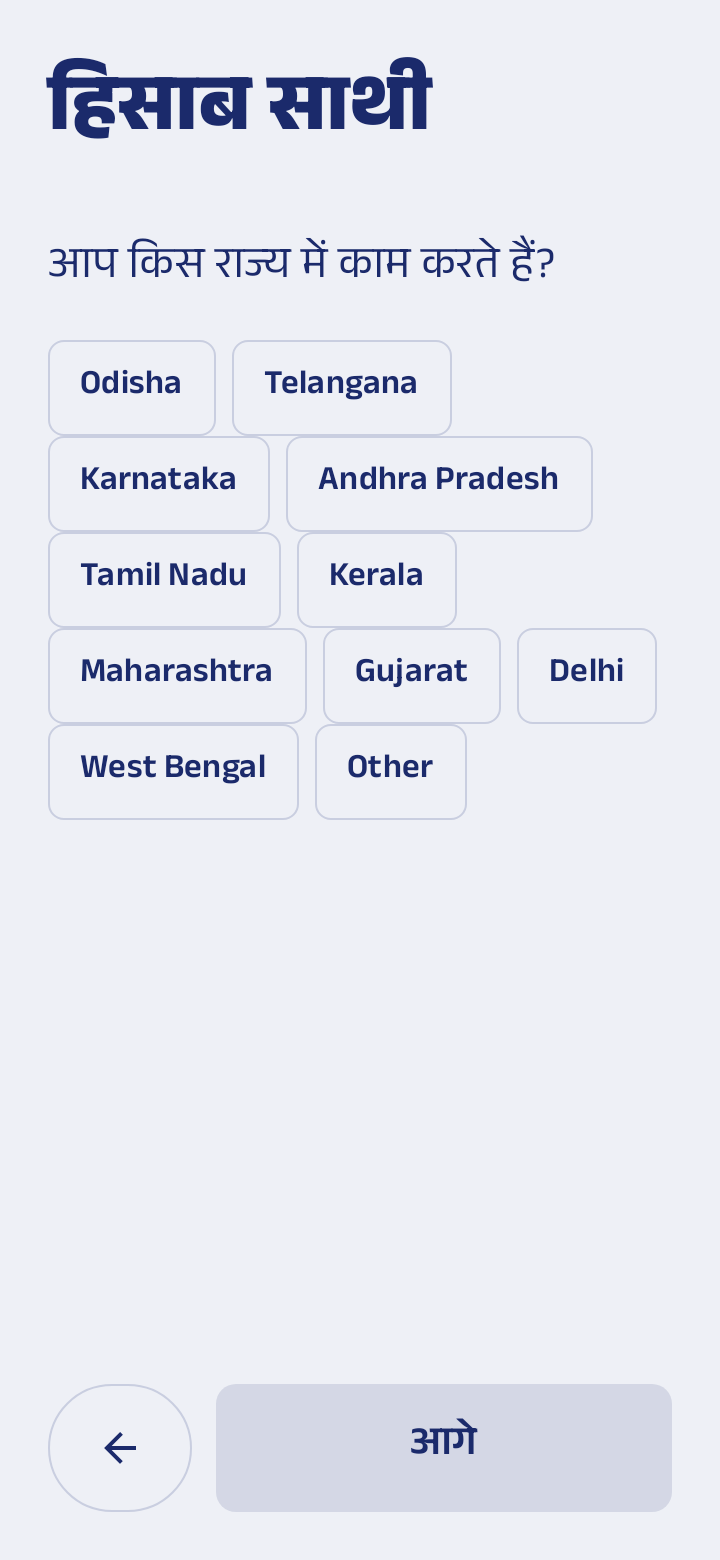 हिसाब साथी
आप किस राज्य में काम करते हैं?
Odisha Telangana
Karnataka Andhra Pradesh
Tamil Nadu Kerala
Maharashtra Gujarat Delhi
West Bengal Other
आगे